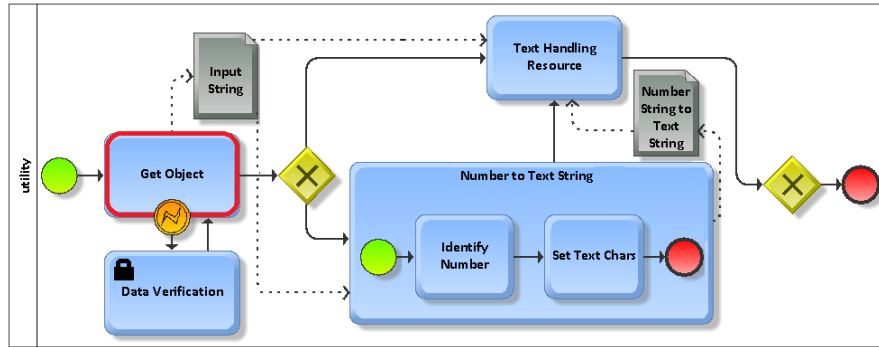 utility
Input
String
Text Handling
Resource
Number
String to
Text
String
Get Object
Number to Text String
Identify
Number
Set Text Chars
Data Verification